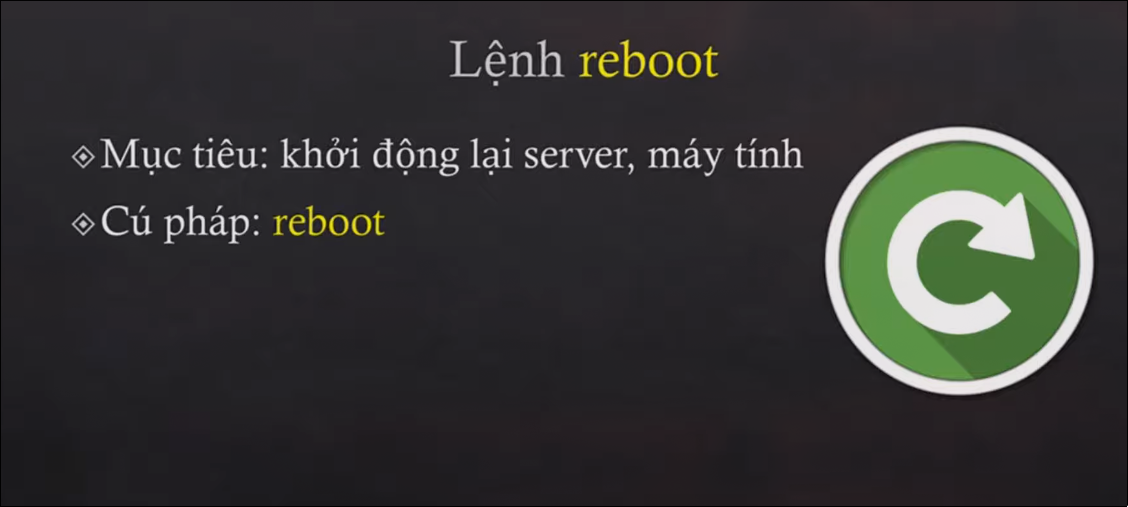 Lệnh reboot
Mục tiêu: khởi động lại server, máy tính
Cú pháp: reboot